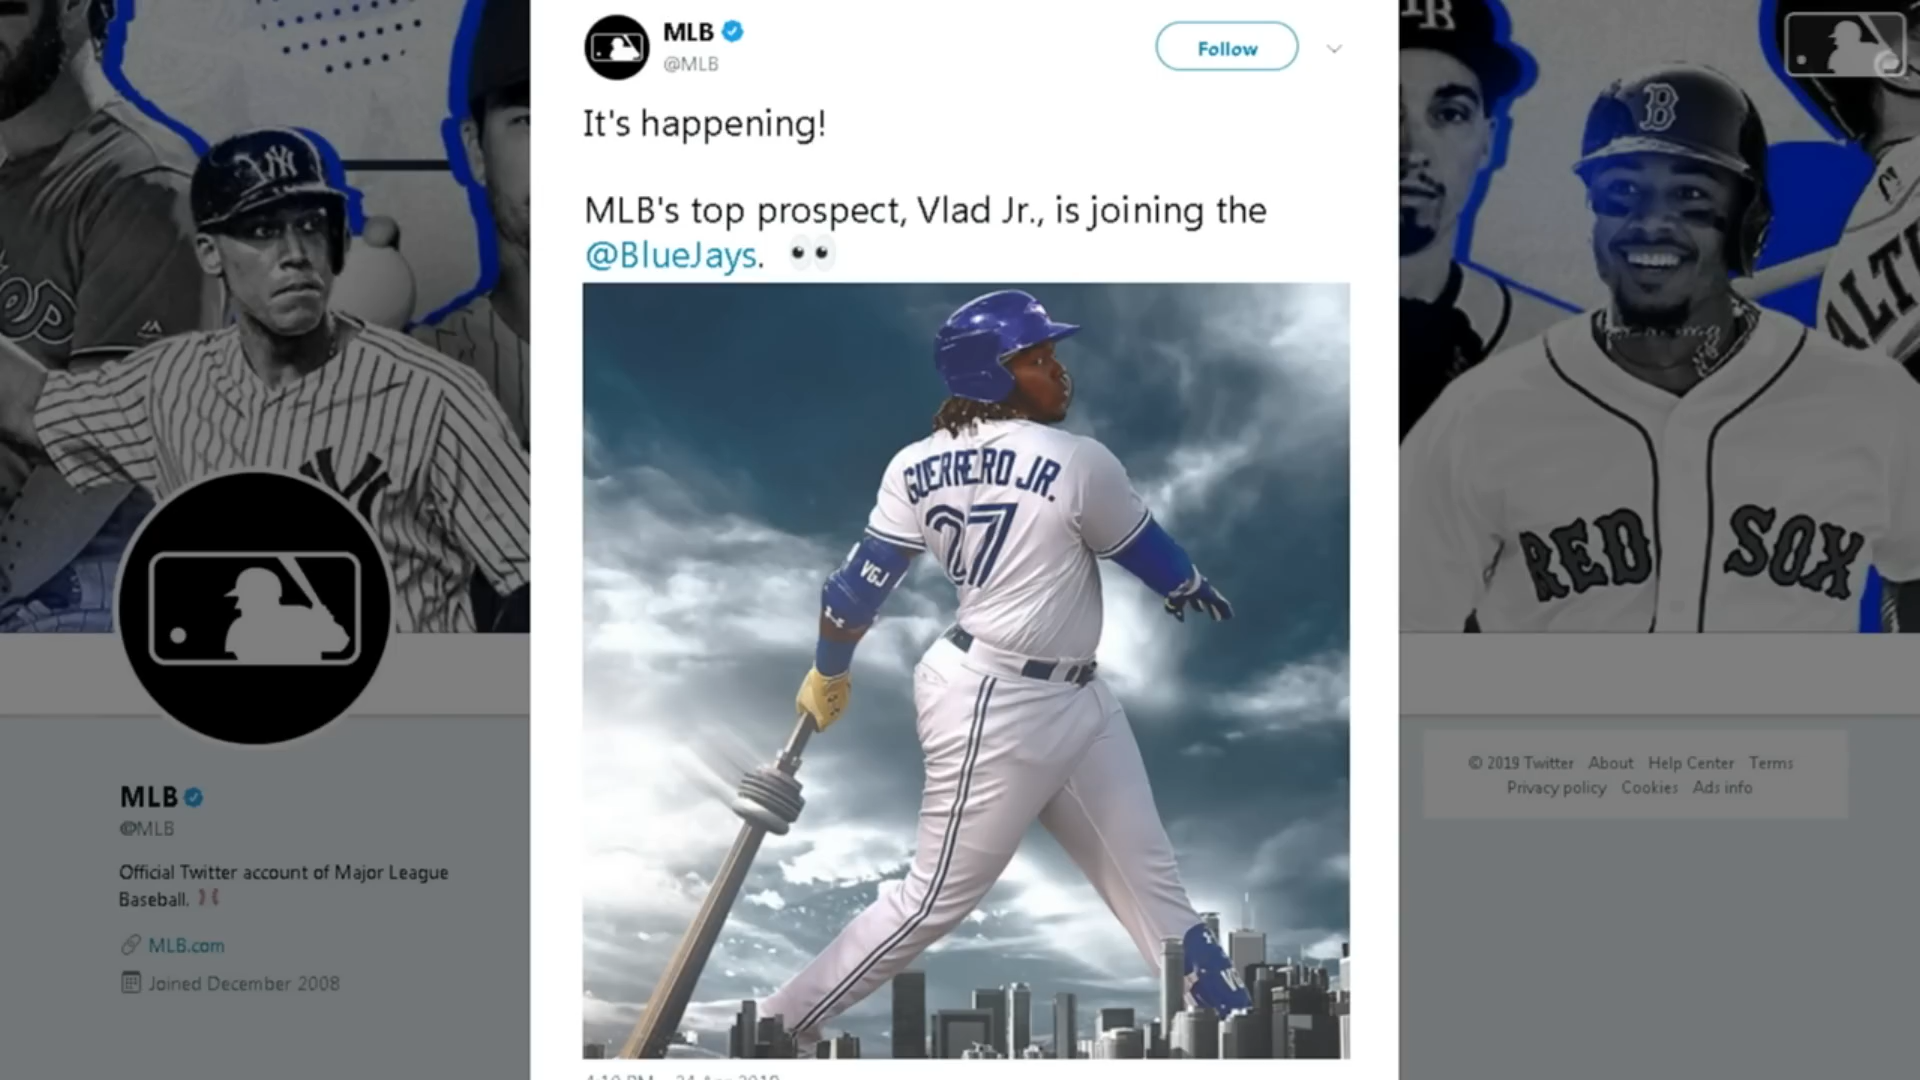 MLB
@MLB
Follow
It's happening!
MLB's top prospect, Vlad Jr., is joining the
@BlueJays.
GUERRERO JR.
27
VGJ
B
RED SOX
ALT
MLB
@MLB
Official Twitter account of Major League
Baseball.
MLB.com
Joined December 2008
© 2019 Twitter About Help Center Terms
Privacy policy Cookies Ads info